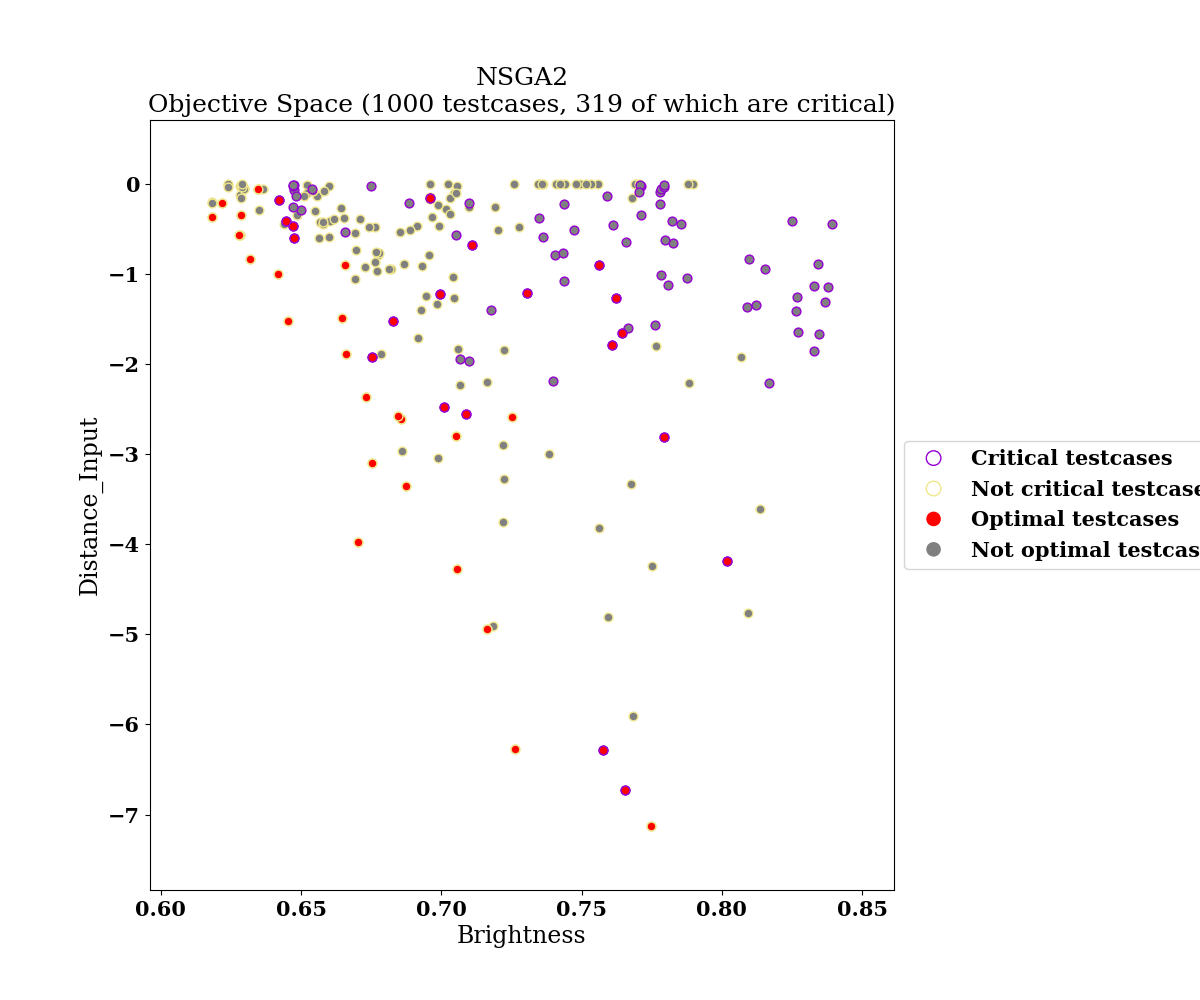 NSGA2
Objective Space (1000 testcases, 319 of which are critical)
0
−1
−2
−3
−4
−5
−6
−7
Distance_Input
0.60
0.65
0.70
0.75
0.80
0.85
Brightness
Critical testcases
Not critical testcase
Optimal testcases
Not optimal testcas